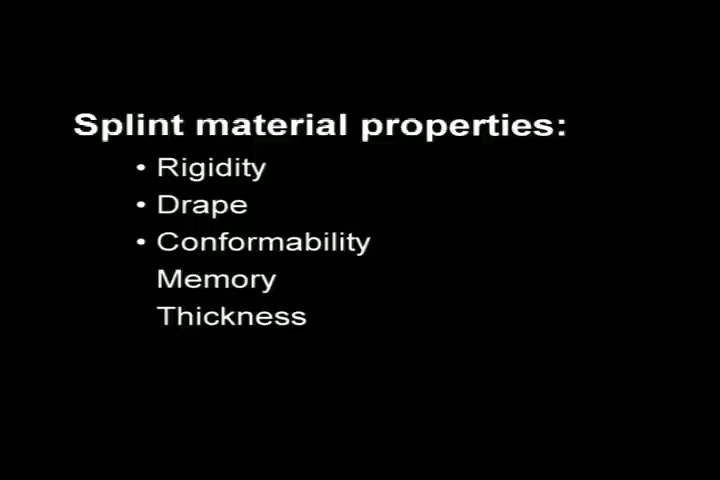 Splint material properties:
• Rigidity
• Drape
• Conformability
Memory
Thickness